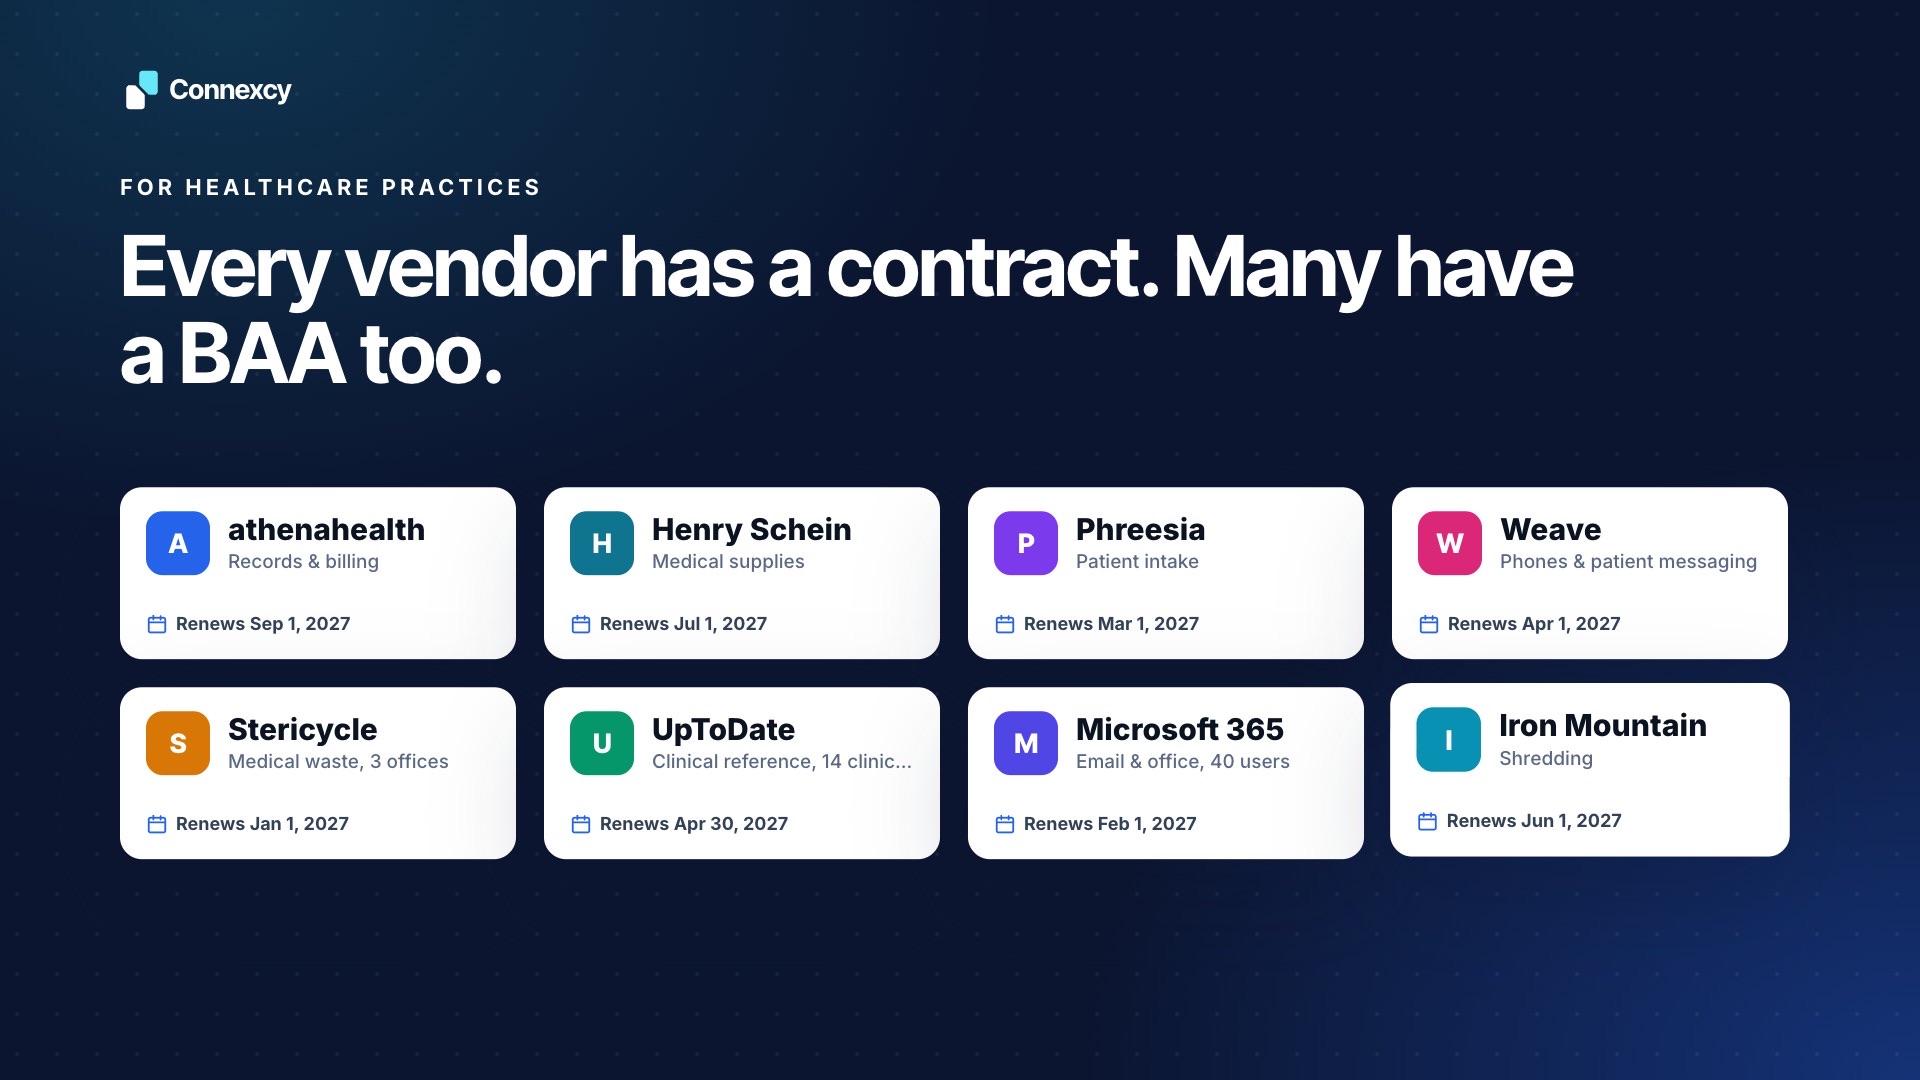 Connexcy
FOR HEALTHCARE PRACTICES
Every vendor has a contract. Many have
a BAA too.
A
athenahealth
Records & billing
Renews Sep 1, 2027
H
Henry Schein
Medical supplies
Renews Jul 1, 2027
P
Phreesia
Patient intake
Renews Mar 1, 2027
W
Weave
Phones & patient messaging
Renews Apr 1, 2027
S
Stericycle
Medical waste, 3 offices
Renews Jan 1, 2027
U
UpToDate
Clinical reference, 14 clinic...
Renews Apr 30, 2027
M
Microsoft 365
Email & office, 40 users
Renews Feb 1, 2027
I
Iron Mountain
Shredding
Renews Jun 1, 2027